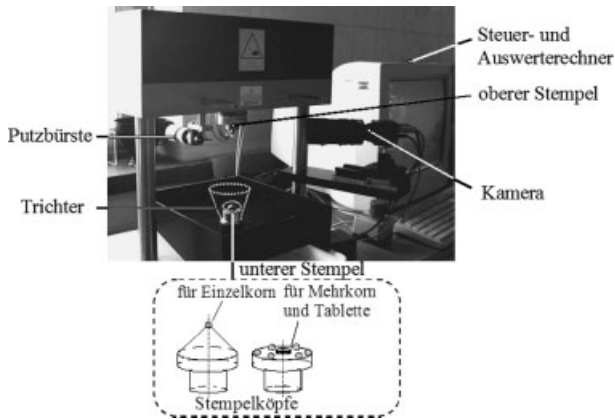 Steuer- und
Auswerterechner
oberer Stempel
Putzbürste
Kamera
Trichter
unterer Stempel
für Einzelkorn
für Mehrkorn
und Tablette
Stempelköpfe